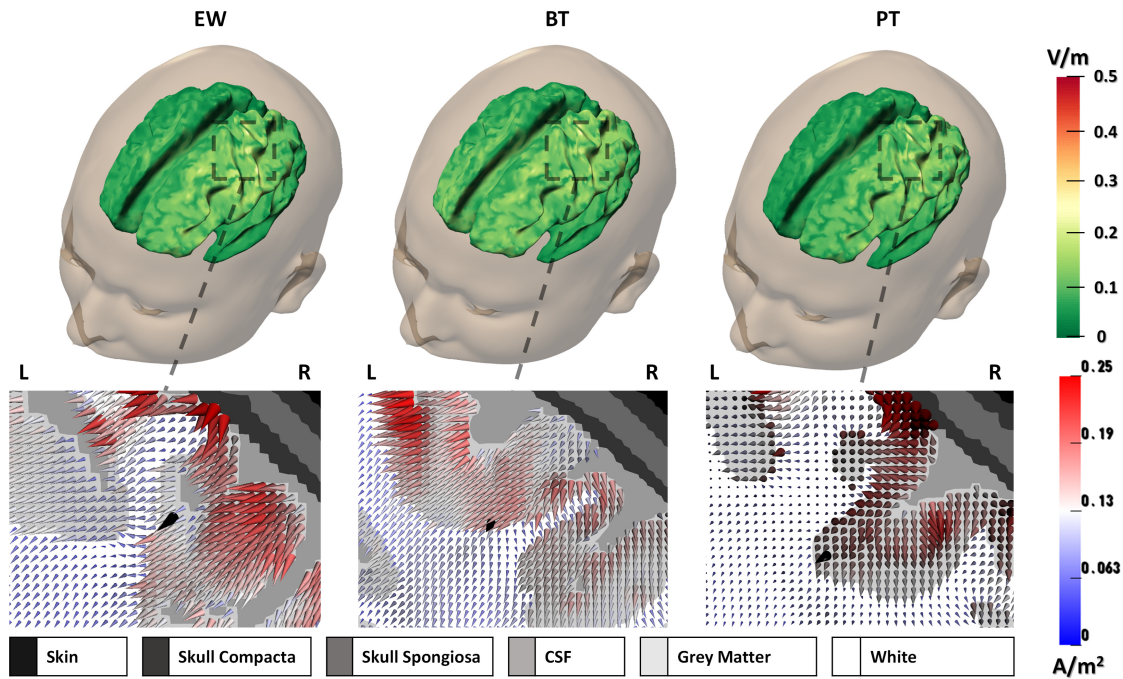 EW
BT
PT
V/m
0.5
0.4
0.3
0.2
0.1
0
L
R
L
R
L
R
0.25
0.19
0.13
0.063
0
A/m²
Skin
Skull Compacta
Skull Spongiosa
CSF
Grey Matter
White